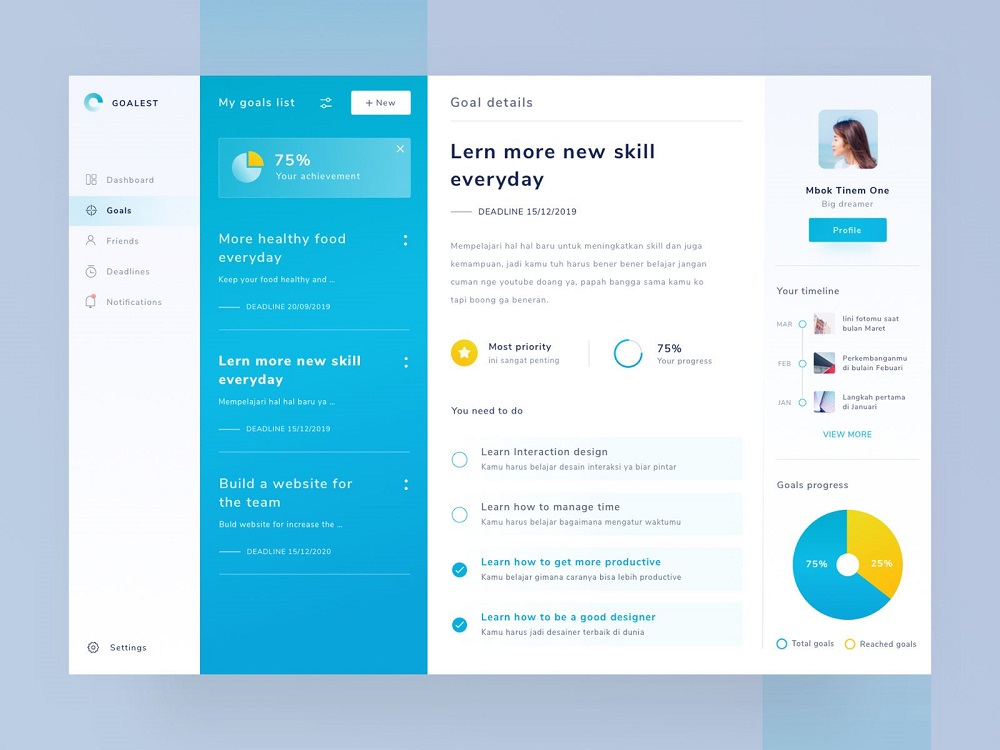 GOALEST
Dashboard
Goals
Friends
Deadlines
Notifications
Settings
My goals list
+ New
75%
Your achievement
More healthy food
everyday
Keep your food healthy and ...
DEADLINE 20/09/2019
Lern more new skill
everyday
Mempelajari hal hal baru ya ...
DEADLINE 15/12/2019
Build a website for
the team
Buld website for increase the ...
DEADLINE 15/12/2020
Goal details
Lern more new skill
everyday
DEADLINE 15/12/2019
Mempelajari hal hal baru untuk meningkatkan skill dan juga
kemampuan, jadi kamu tuh harus bener bener belajar jangan
cuman nge youtube doang ya, papah bangga sama kamu ko
tapi boong ga beneran.
Most priority
ini sangat penting
75%
Your progress
You need to do
Learn Interaction design
Kamu harus belajar desain interaksi ya biar pintar
Learn how to manage time
Kamu harus belajar bagaimana mengatur waktumu
Learn how to get more productive
Kamu belajar gimana caranya bisa lebih productive
Learn how to be a good designer
Kamu harus jadi desainer terbaik di dunia
Mbok Tinem One
Big dreamer
Profile
Your timeline
MAR
Iini fotomu saat
bulan Maret
FEB
Perkembanganmu
di bulain Febuari
JAN
Langkah pertama
di Januari
VIEW MORE
Goals progress
75%
25%
Total goals
Reached goals